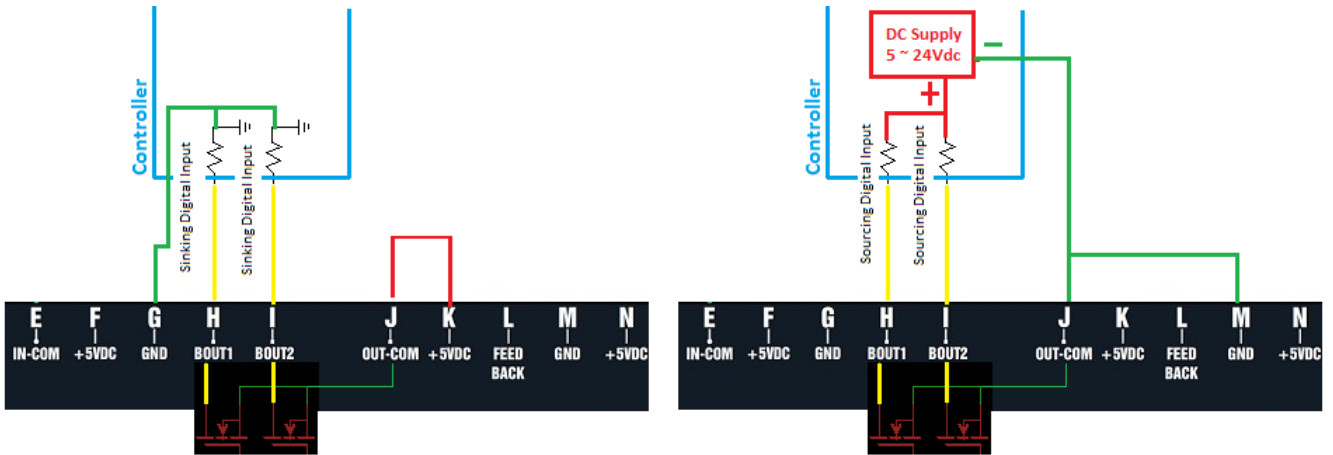 Controller
Sinking Digital Input
Sinking Digital Input
E F G H I J K L M N
IN-COM +5VDC GND BOUT1 BOUT2 OUT-COM +5VDC FEED BACK GND +5VDC
DC Supply
5 ~ 24Vdc
−
+
Controller
Sourcing Digital Input
Sourcing Digital Input
E F G H I J K L M N
IN-COM +5VDC GND BOUT1 BOUT2 OUT-COM +5VDC FEED BACK GND +5VDC